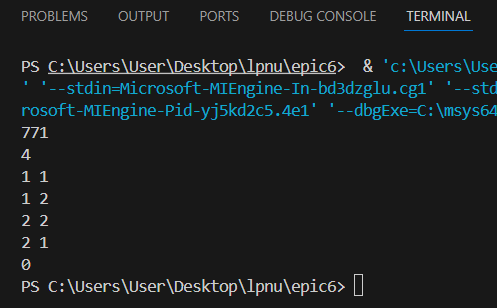 PROBLEMS OUTPUT PORTS DEBUG CONSOLE TERMINAL
PS C:\Users\User\Desktop\lpnu\epic6> & 'c:\Users\Use
' '--stdin=Microsoft-MIEngine-In-bd3dzglu.cg1' '--std
rosoft-MIEngine-Pid-yj5kd2c5.4e1' '--dbgExe=C:\msys64
771
4
1 1
1 2
2 2
2 1
0
PS C:\Users\User\Desktop\lpnu\epic6>